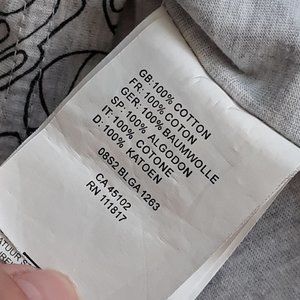 GB:100% COTTON
FR: 100% COTON
GER: 100% BAUMWOLLE
SP: 100% ALGODON
IT: 100% COTONE
D: 100% KATOEN
08S2 BLGA 1263
CA 45102
RN 111817